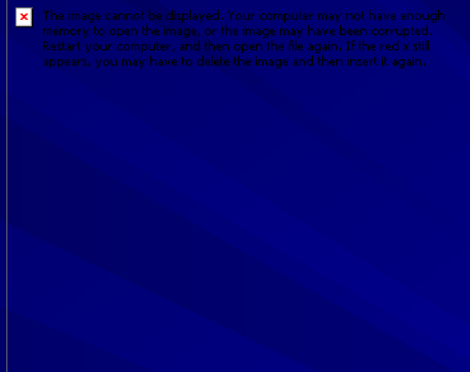 The image cannot be displayed. Your computer may not have enough
memory to open the image, or the image may have been corrupted.
Restart your computer, and then open the file again. If the red x still
appears, you may have to delete the image and then insert it again.